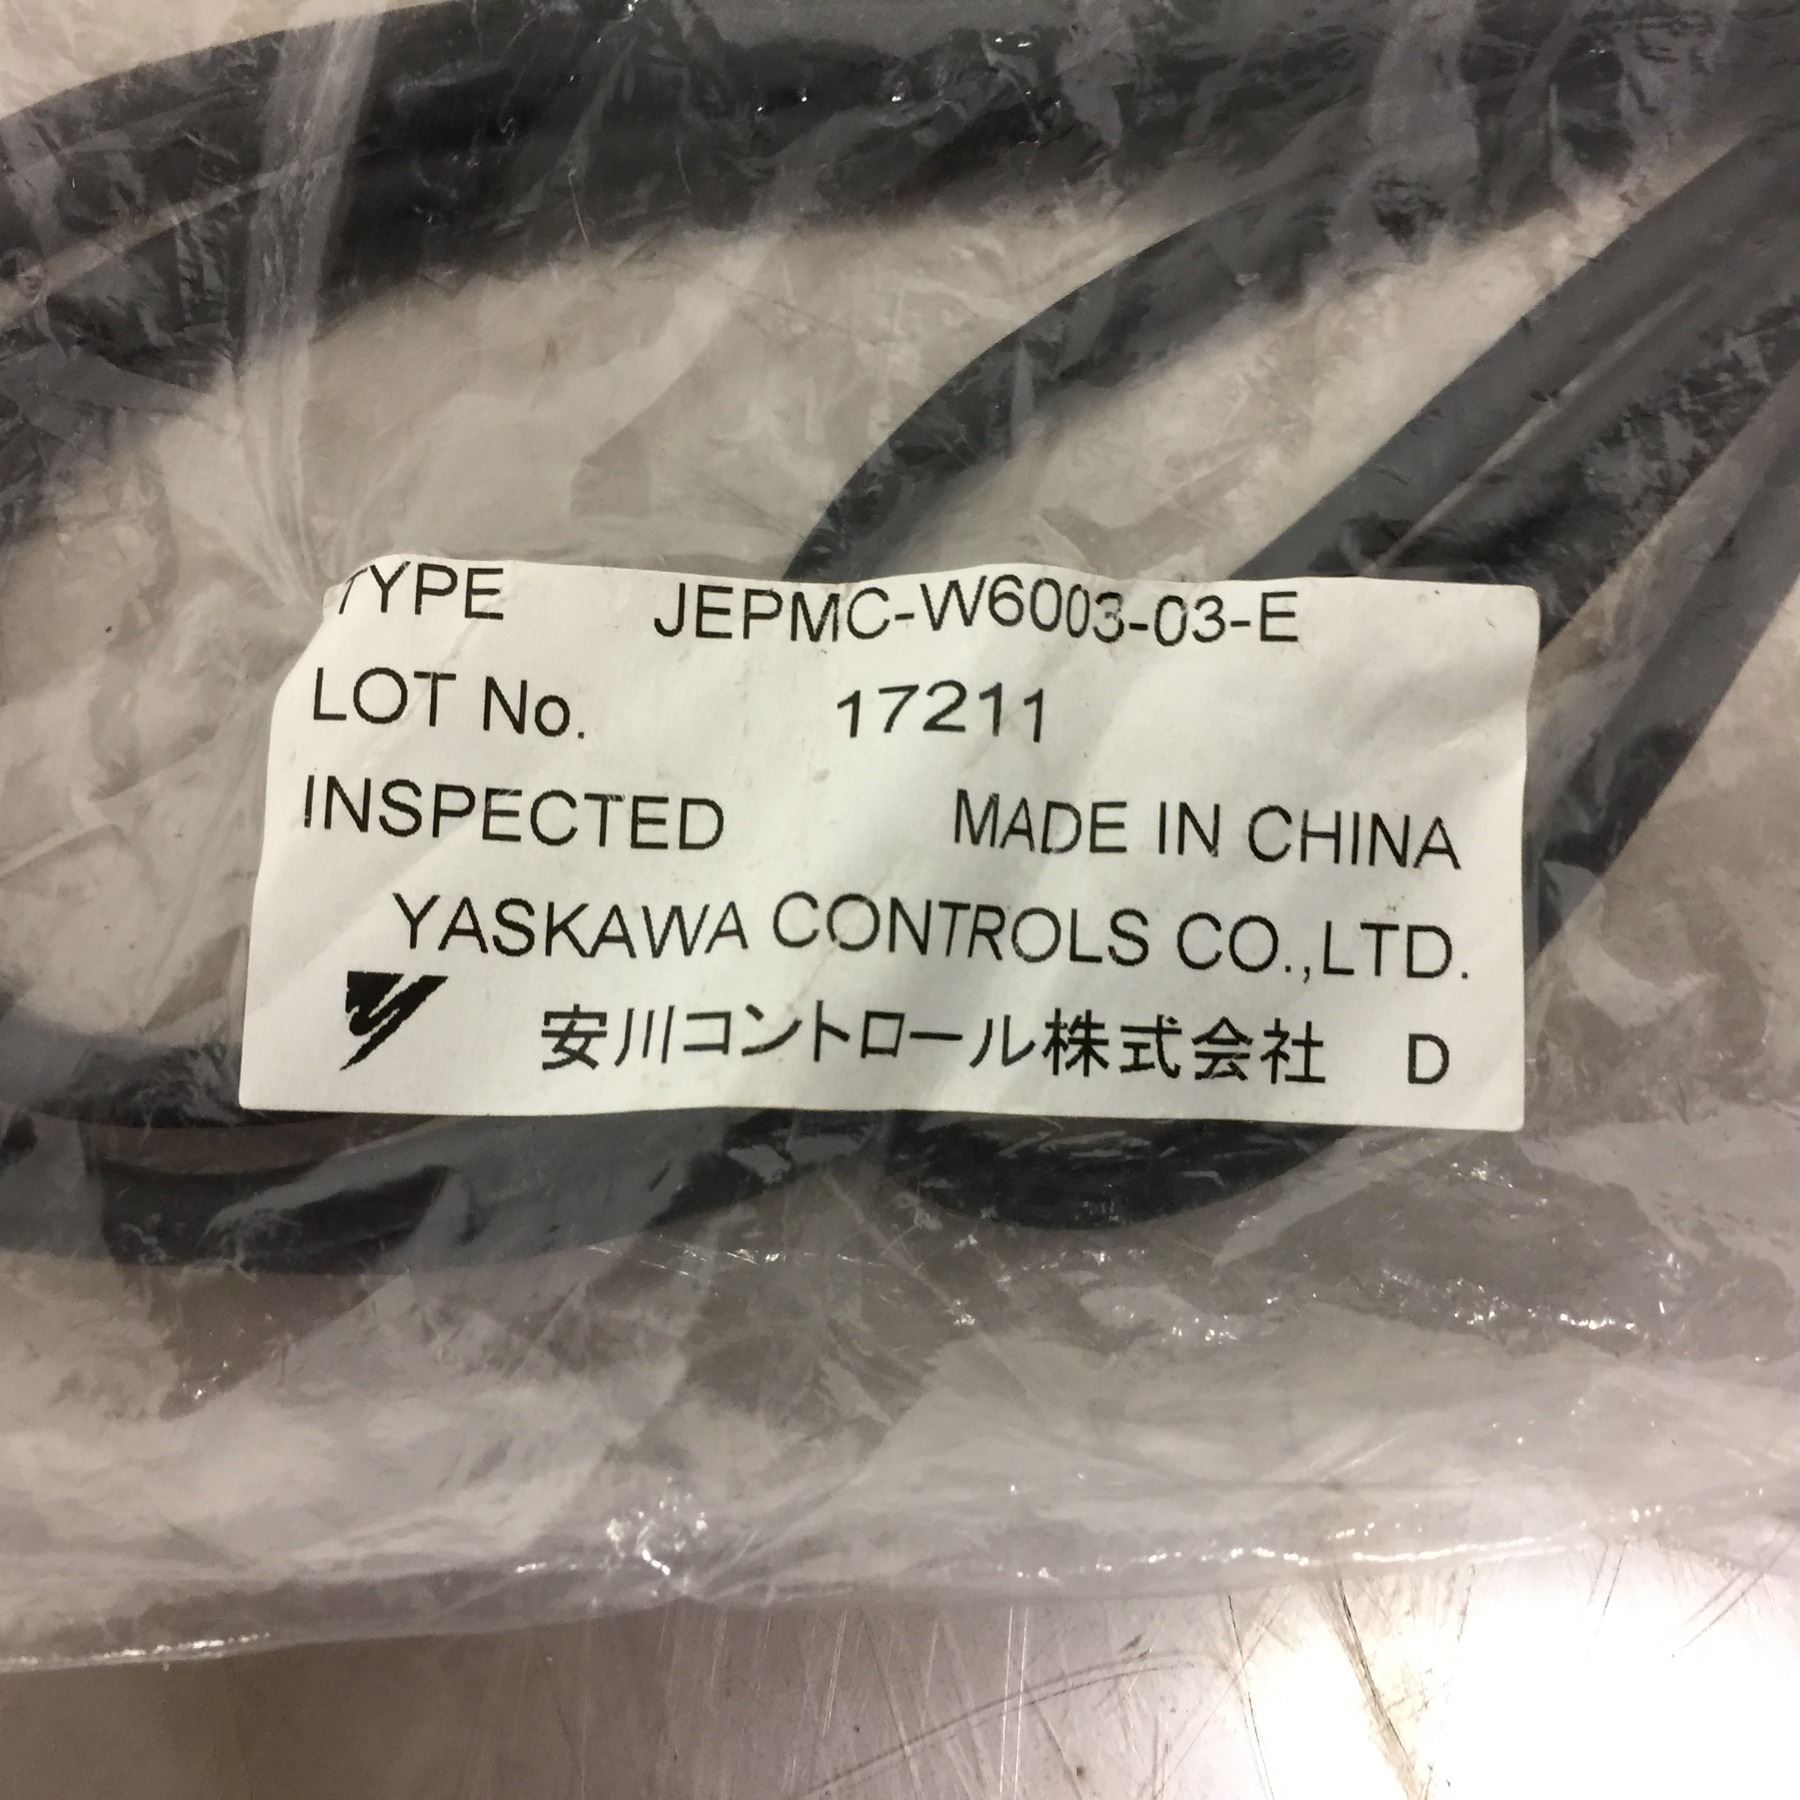 TYPE JEPMC-W6003-03-E
LOT No. 17211
INSPECTED MADE IN CHINA
YASKAWA CONTROLS CO.,LTD.
安川コントロール株式会社 D